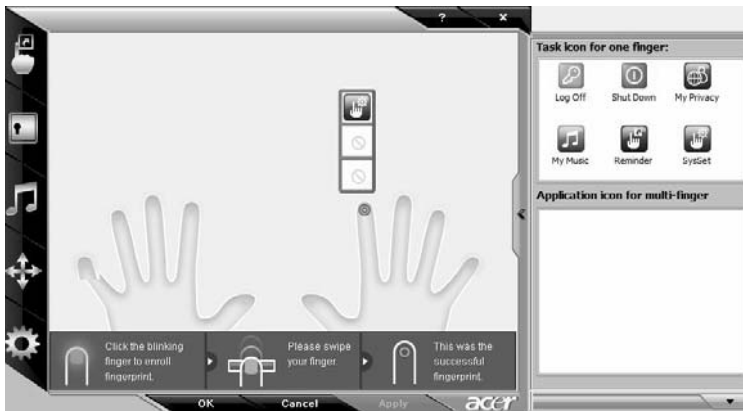 ?
x
Task icon for one finger:
Log Off
Shut Down
My Privacy
My Music
Reminder
SysSet
Application icon for multi-finger
Click the blinking
finger to enroll
fingerprint.
Please swipe
your finger.
This was the
successful
fingerprint.
OK
Cancel
Apply
acer